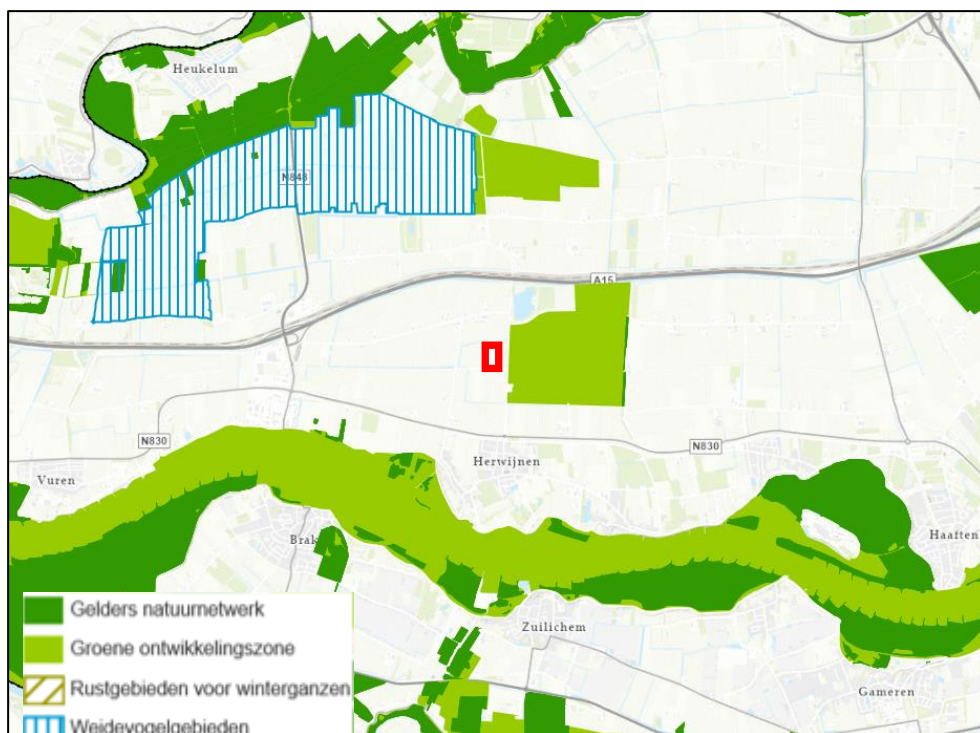 Heukelum
N848
A15
N830
Herwijnen
N830
Vuren
Haaften
Brak
Zuilichem
Gameren
Gelders natuurnetwerk
Groene ontwikkelingszone
Rustgebieden voor winterganzen
Weidevogelgebieden